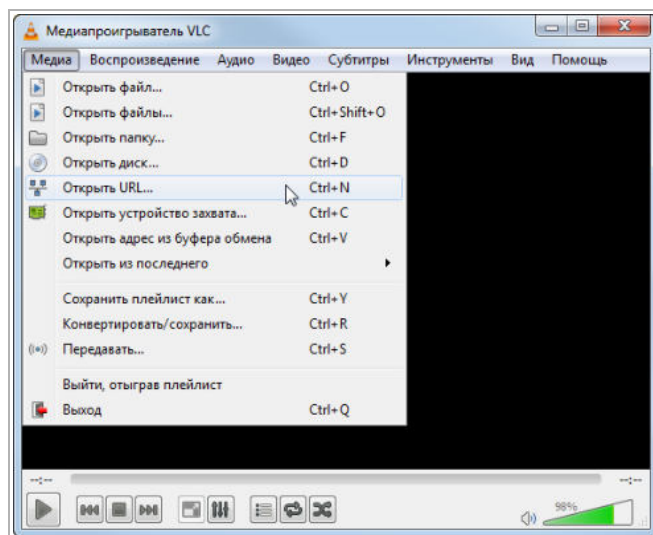 Медиапроигрыватель VLC
Медиа Воспроизведение Аудио Видео Субтитры Инструменты Вид Помощь
Открыть файл... Ctrl+O
Открыть файлы... Ctrl+Shift+O
Открыть папку... Ctrl+F
Открыть диск... Ctrl+D
Открыть URL... Ctrl+N
Открыть устройство захвата... Ctrl+C
Открыть адрес из буфера обмена Ctrl+V
Открыть из последнего
Сохранить плейлист как... Ctrl+Y
Конвертировать/сохранить... Ctrl+R
Передавать... Ctrl+S
Выйти, отыграв плейлист
Выход Ctrl+Q
--:-- --:--
98%